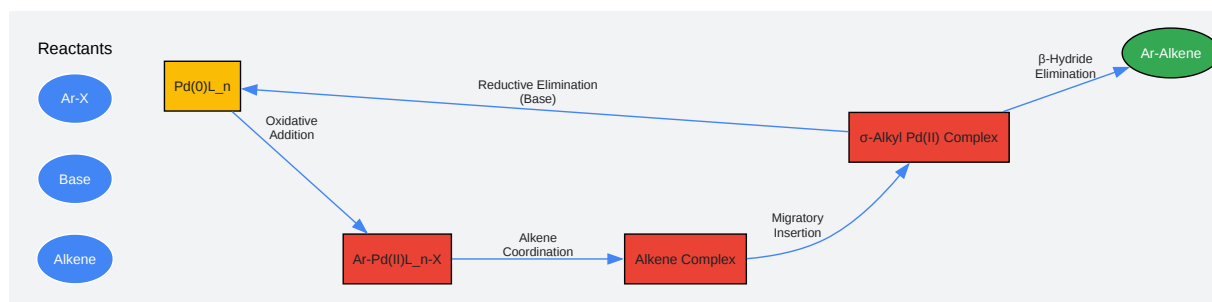 Reactants
Ar-X
Base
Alkene
Pd(0)L_n
Oxidative
Addition
Reductive Elimination
(Base)
Ar-Pd(II)L_n-X
Alkene
Coordination
Alkene Complex
Migratory
Insertion
σ-Alkyl Pd(II) Complex
β-Hydride
Elimination
Ar-Alkene